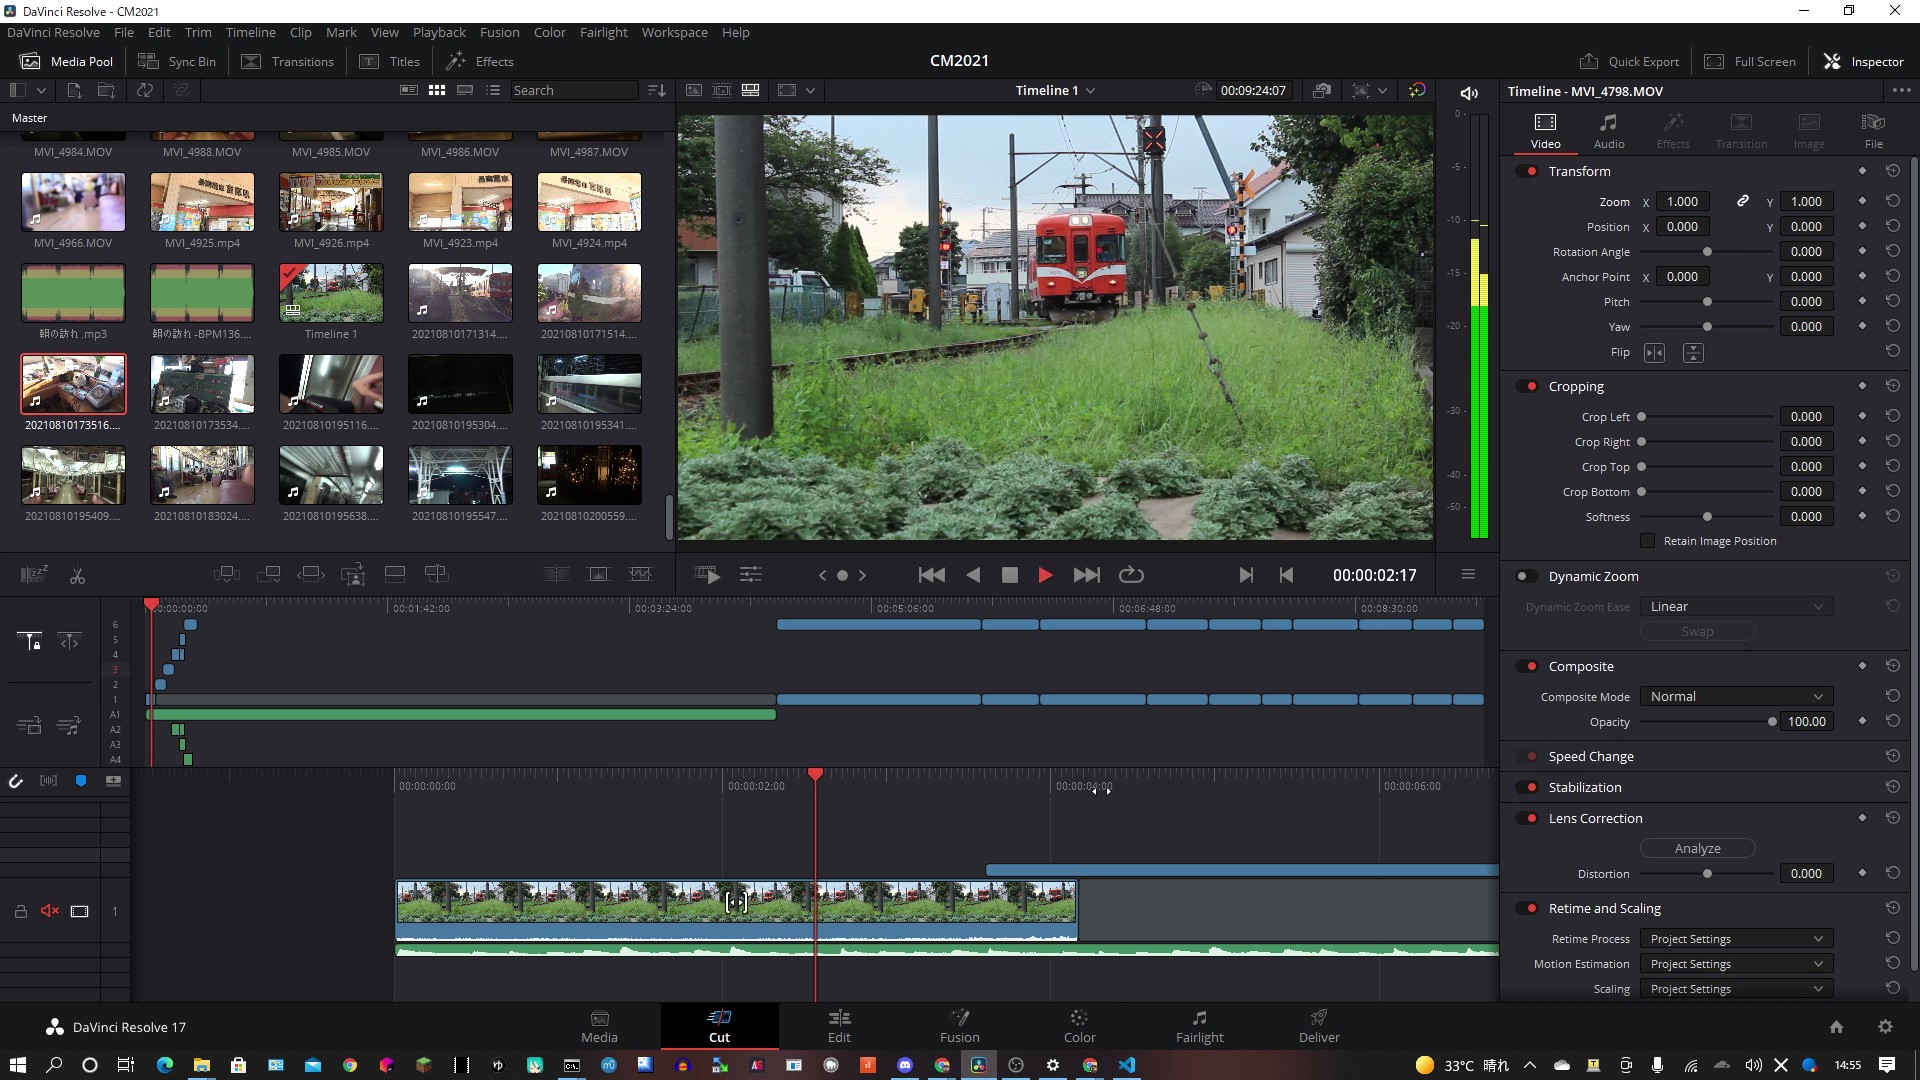 DaVinci Resolve - CM2021
DaVinci Resolve File Edit Trim Timeline Clip Mark View Playback Fusion Color Fairlight Workspace Help
Media Pool Sync Bin Transitions Titles Effects CM2021 Quick Export Full Screen Inspector
Search Timeline 1 00:09:24:07 Timeline - MVI_4798.MOV
Master
MVI_4984.MOV MVI_4988.MOV MVI_4985.MOV MVI_4986.MOV MVI_4987.MOV
MVI_4966.MOV MVI_4925.mp4 MVI_4926.mp4 MVI_4923.mp4 MVI_4924.mp4
朝の訪れ.mp3 朝の訪れ-BPM136.... Timeline 1 20210810171314.... 20210810171514....
20210810173516.... 20210810173534.... 20210810195116.... 20210810195304.... 20210810195341....
20210810195409.... 20210810183024.... 20210810195638.... 20210810195547.... 20210810200559....
0
-5
-10
-15
-20
-30
-40
-50
Video Audio Effects Transition Image File
Transform
Zoom X 1.000 Y 1.000
Position X 0.000 Y 0.000
Rotation Angle 0.000
Anchor Point X 0.000 Y 0.000
Pitch 0.000
Yaw 0.000
Flip
Cropping
Crop Left 0.000
Crop Right 0.000
Crop Top 0.000
Crop Bottom 0.000
Softness 0.000
Retain Image Position
Dynamic Zoom
Dynamic Zoom Ease Linear
Swap
Composite
Composite Mode Normal
Opacity 100.00
Speed Change
Stabilization
Lens Correction
Analyze
Distortion 0.000
Retime and Scaling
Retime Process Project Settings
Motion Estimation Project Settings
Scaling Project Settings
00:00:02:17
00:00:00:00 00:01:42:00 00:03:24:00 00:05:06:00 00:06:48:00 00:08:30:00
6
5
4
3
2
1
A1
A2
A3
A4
00:00:00:00 00:00:02:00 00:00:04:00 00:00:06:00
1
DaVinci Resolve 17 Media Cut Edit Fusion Color Fairlight Deliver
33°C 晴れ 14:55